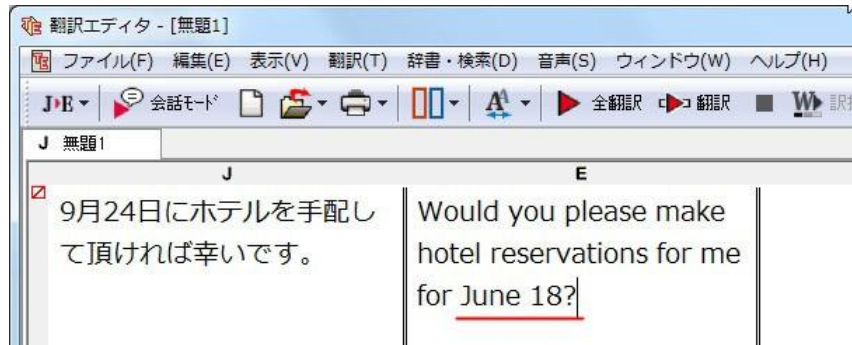 翻訳エディタ - [無題1]
ファイル(F) 編集(E) 表示(V) 翻訳(T) 辞書・検索(D) 音声(S) ウィンドウ(W) ヘルプ(H)
J▸E 会話ﾓｰﾄﾞ 全翻訳 翻訳
J 無題1
J E
9月24日にホテルを手配し
て頂ければ幸いです。
Would you please make
hotel reservations for me
for June 18?